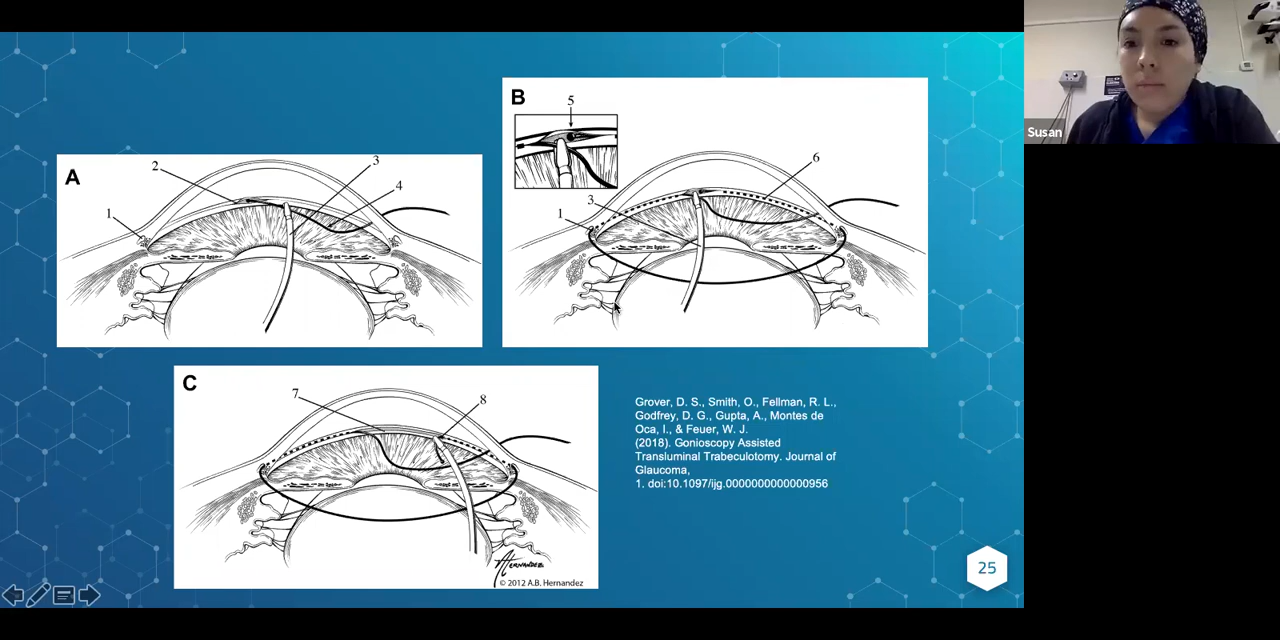 A
1
2
3
4
B
5
1
3
6
C
7
8
HERNANDEZ
© 2012 A.B. Hernandez
Grover, D. S., Smith, O., Fellman, R. L.,
Godfrey, D. G., Gupta, A., Montes de
Oca, I., & Feuer, W. J.
(2018). Gonioscopy Assisted
Transluminal Trabeculotomy. Journal of
Glaucoma,
1. doi:10.1097/ijg.0000000000000956
25
Susan